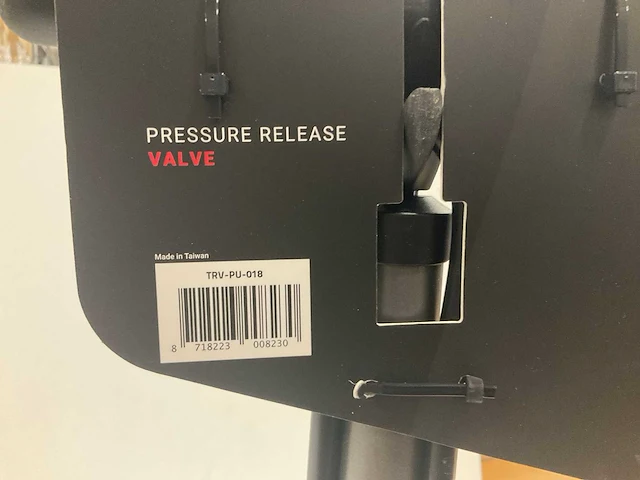 PRESSURE RELEASE
VALVE
Made in Taiwan
TRV-PU-018
8 718223 008230